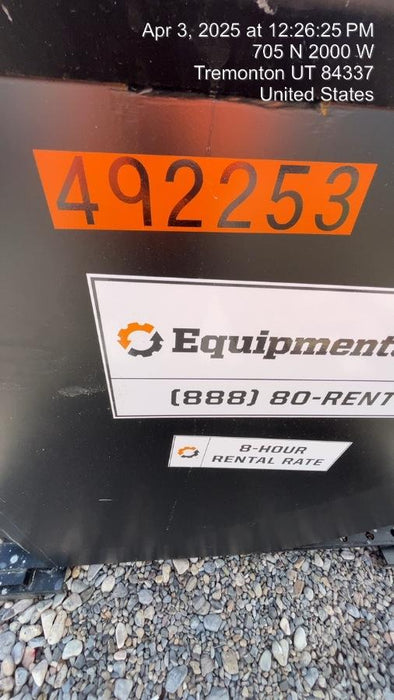 Apr 3, 2025 at 12:26:25 PM
705 N 2000 W
Tremonton UT 84337
United States
492253
Equipment
(888) 80-RENT
8-HOUR
RENTAL RATE